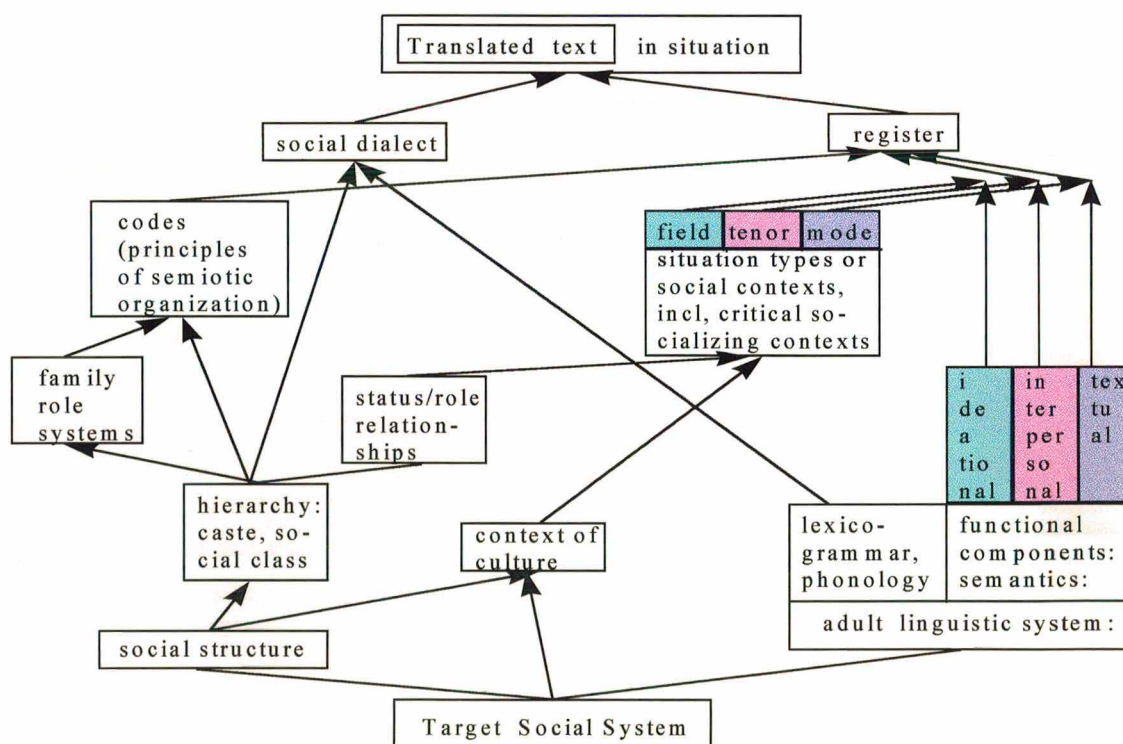 Translated text in situation
social dialect
register
codes
(principles
of semiotic
organization)
field tenor mode
situation types or
social contexts,
incl, critical so-
cializing contexts
family
role
systems
status/role
relation-
ships
i
de
a
tio
nal
in
ter
per
so
nal
tex
tu
al
hierarchy:
caste, so-
cial class
context of
culture
lexico-
grammar,
phonology
functional
components:
semantics:
adult linguistic system:
social structure
Target Social System